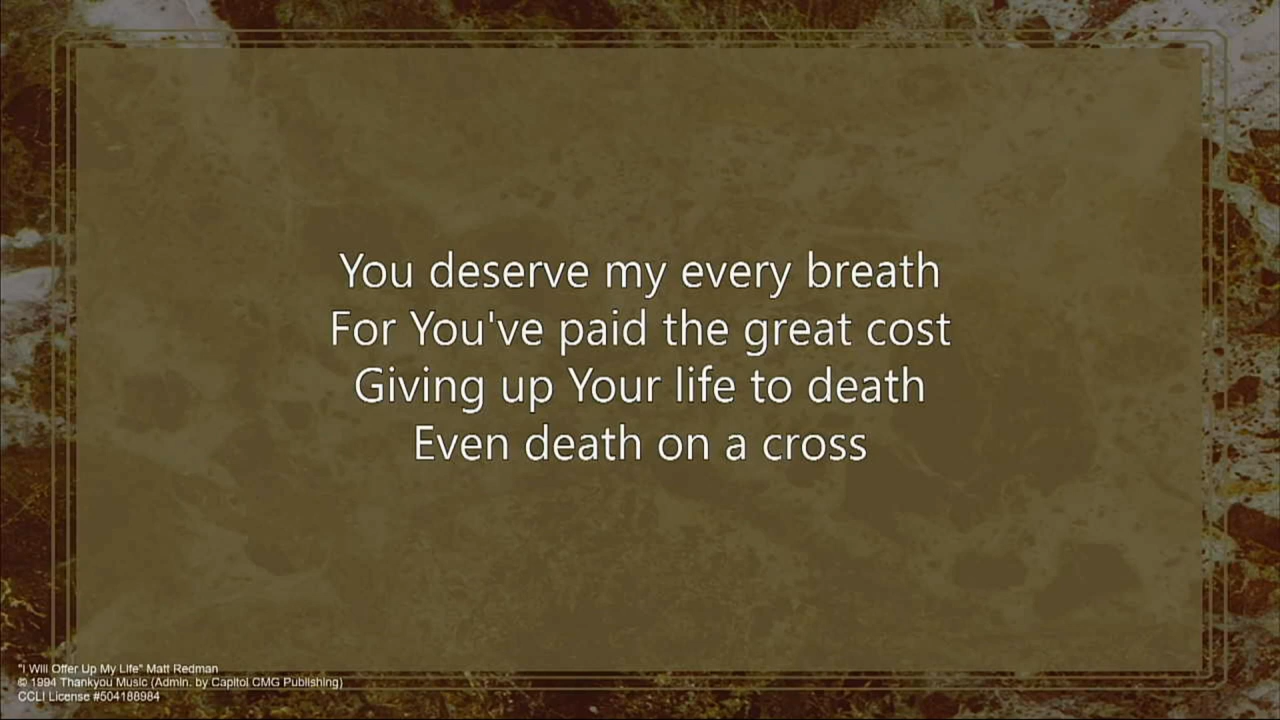 You deserve my every breath
For You've paid the great cost
Giving up Your life to death
Even death on a cross
"I Will Offer Up My Life" Matt Redman
© 1994 Thankyou Music (Admin. by Capitol CMG Publishing)
CCLI License #504188984